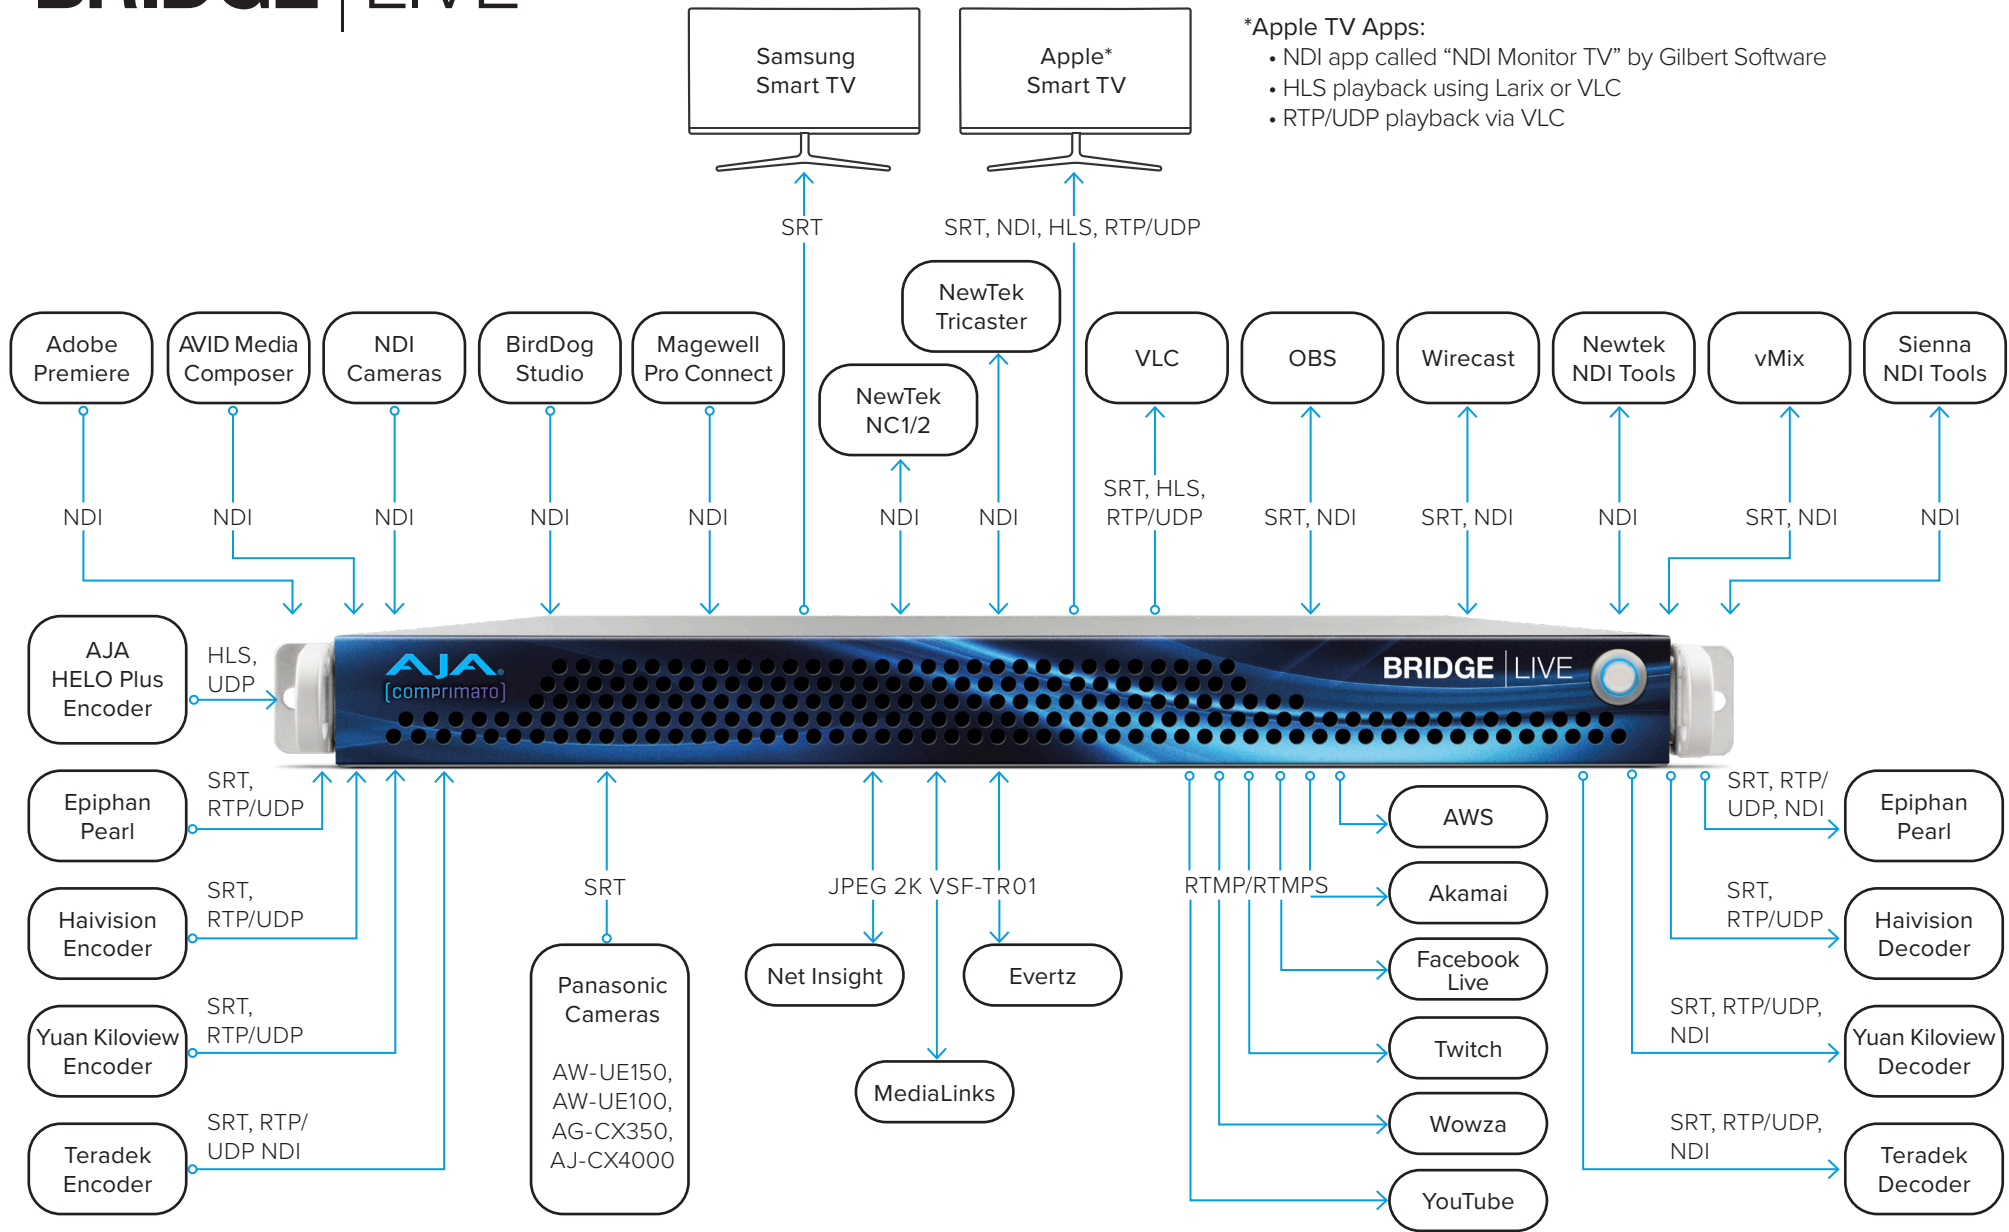 BRIDGE | LIVE
Samsung
Smart TV
Apple*
Smart TV
*Apple TV Apps:
• NDI app called “NDI Monitor TV” by Gilbert Software
• HLS playback using Larix or VLC
• RTP/UDP playback via VLC
SRT
SRT, NDI, HLS, RTP/UDP
NewTek
Tricaster
Adobe
Premiere
AVID Media
Composer
NDI
Cameras
BirdDog
Studio
Magewell
Pro Connect
NewTek
NC1/2
VLC
OBS
Wirecast
Newtek
NDI Tools
vMix
Sienna
NDI Tools
NDI
NDI
NDI
NDI
NDI
NDI
NDI
SRT, HLS,
RTP/UDP
SRT, NDI
SRT, NDI
NDI
SRT, NDI
NDI
AJA
HELO Plus
Encoder
HLS,
UDP
AJA
[comprimato]
BRIDGE | LIVE
Epiphan
Pearl
SRT,
RTP/UDP
Haivision
Encoder
SRT,
RTP/UDP
Yuan Kiloview
Encoder
SRT,
RTP/UDP
Teradek
Encoder
SRT, RTP/
UDP NDI
SRT
Panasonic
Cameras
AW-UE150,
AW-UE100,
AG-CX350,
AJ-CX4000
JPEG 2K VSF-TR01
Net Insight
Evertz
MediaLinks
RTMP/RTMPS
AWS
Akamai
Facebook
Live
Twitch
Wowza
YouTube
SRT, RTP/
UDP, NDI
Epiphan
Pearl
SRT,
RTP/UDP
Haivision
Decoder
SRT, RTP/UDP,
NDI
Yuan Kiloview
Decoder
SRT, RTP/UDP,
NDI
Teradek
Decoder